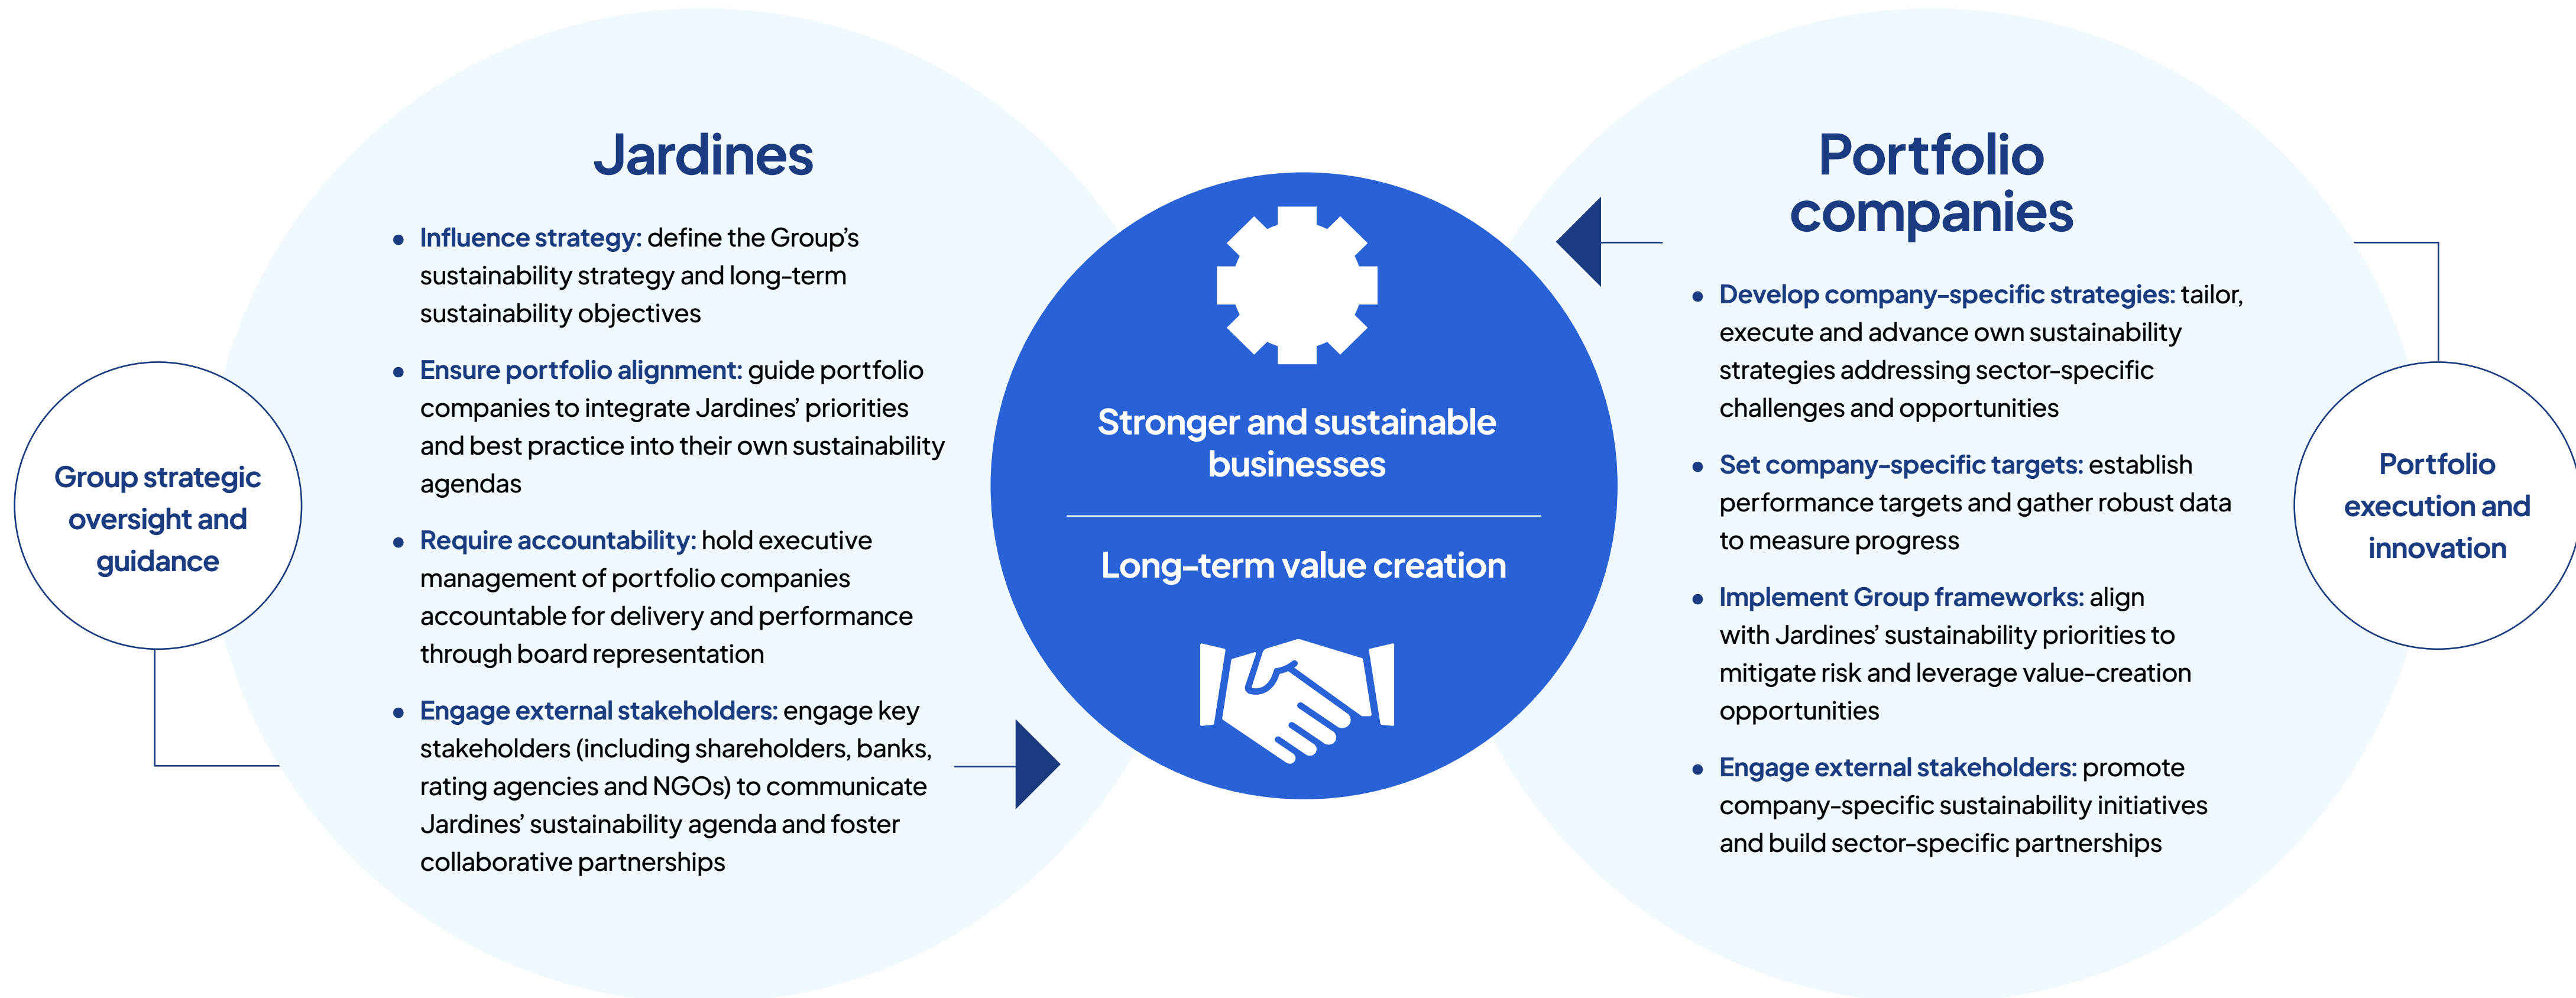 Group strategic
oversight and
guidance
Jardines
• Influence strategy: define the Group’s
sustainability strategy and long-term
sustainability objectives
• Ensure portfolio alignment: guide portfolio
companies to integrate Jardines’ priorities
and best practice into their own sustainability
agendas
• Require accountability: hold executive
management of portfolio companies
accountable for delivery and performance
through board representation
• Engage external stakeholders: engage key
stakeholders (including shareholders, banks,
rating agencies and NGOs) to communicate
Jardines’ sustainability agenda and foster
collaborative partnerships
Stronger and sustainable
businesses
Long-term value creation
Portfolio
companies
• Develop company-specific strategies: tailor,
execute and advance own sustainability
strategies addressing sector-specific
challenges and opportunities
• Set company-specific targets: establish
performance targets and gather robust data
to measure progress
• Implement Group frameworks: align
with Jardines’ sustainability priorities to
mitigate risk and leverage value-creation
opportunities
• Engage external stakeholders: promote
company-specific sustainability initiatives
and build sector-specific partnerships
Portfolio
execution and
innovation